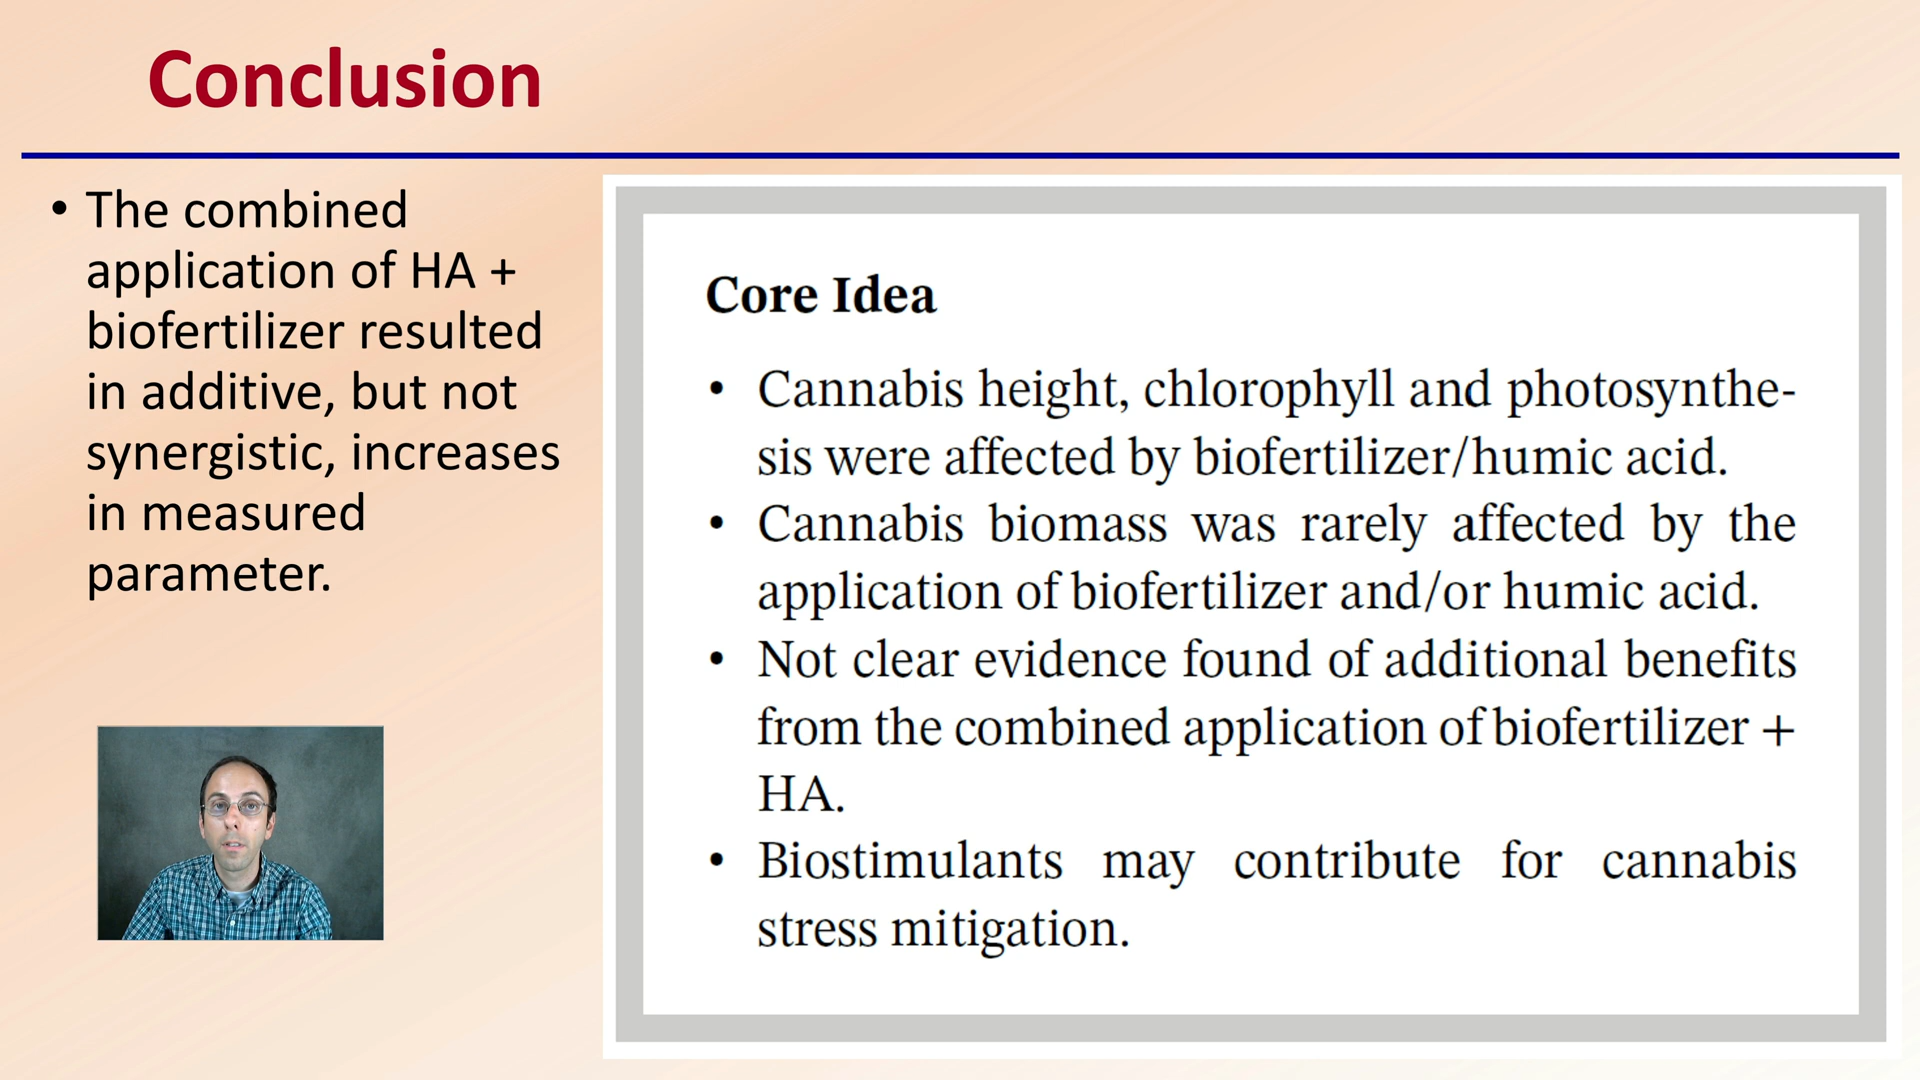 Conclusion
• The combined
application of HA +
biofertilizer resulted
in additive, but not
synergistic, increases
in measured
parameter.
Core Idea
• Cannabis height, chlorophyll and photosynthe-
sis were affected by biofertilizer/humic acid.
• Cannabis biomass was rarely affected by the
application of biofertilizer and/or humic acid.
• Not clear evidence found of additional benefits
from the combined application of biofertilizer +
HA.
• Biostimulants may contribute for cannabis
stress mitigation.